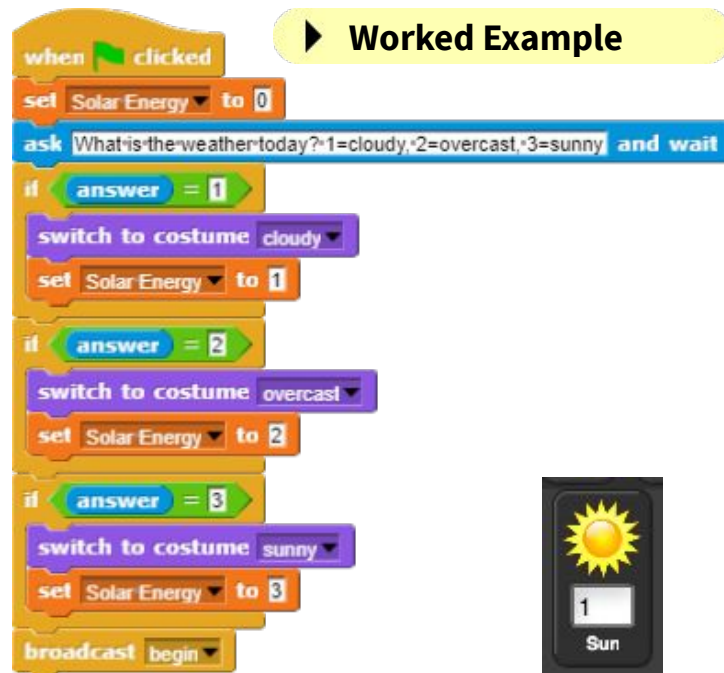 Worked Example
when clicked
set Solar Energy to 0
ask What is the weather today? 1=cloudy, 2=overcast, 3=sunny and wait
if answer = 1
switch to costume cloudy
set Solar Energy to 1
if answer = 2
switch to costume overcast
set Solar Energy to 2
if answer = 3
switch to costume sunny
set Solar Energy to 3
broadcast begin
1
Sun